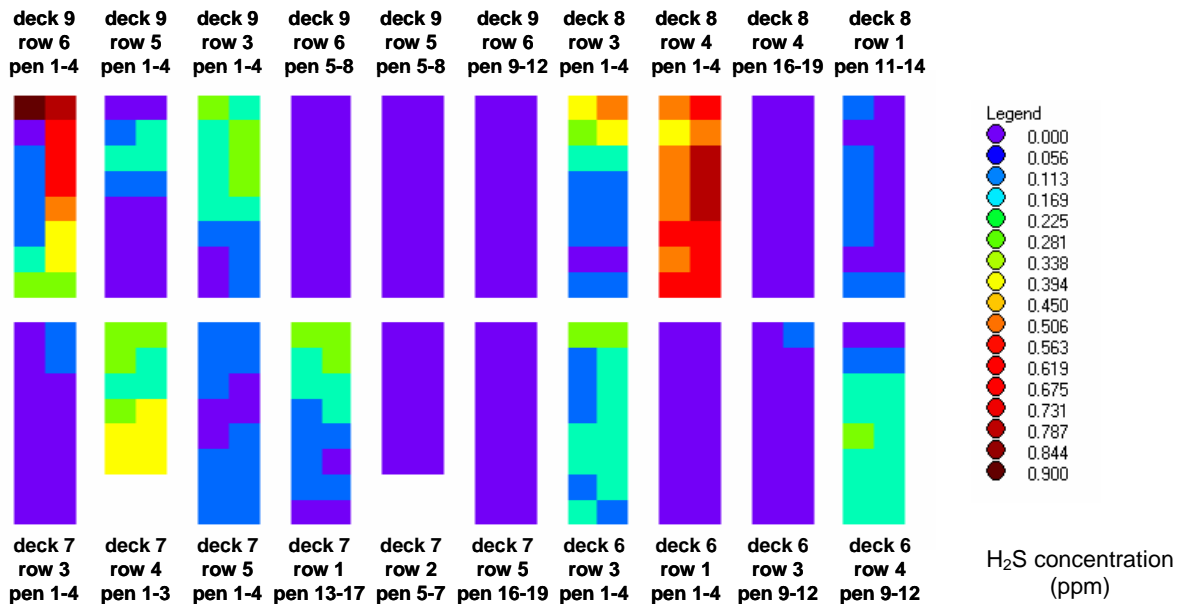 deck 9 deck 9 deck 9 deck 9 deck 9 deck 9 deck 8 deck 8 deck 8 deck 8
row 6 row 5 row 3 row 6 row 5 row 6 row 3 row 4 row 4 row 1
pen 1-4 pen 1-4 pen 1-4 pen 5-8 pen 5-8 pen 9-12 pen 1-4 pen 1-4 pen 16-19 pen 11-14
Legend
0.000
0.056
0.113
0.169
0.225
0.281
0.338
0.394
0.450
0.506
0.563
0.619
0.675
0.731
0.787
0.844
0.900
deck 7 deck 7 deck 7 deck 7 deck 7 deck 7 deck 6 deck 6 deck 6 deck 6
row 3 row 4 row 5 row 1 row 2 row 5 row 3 row 1 row 3 row 4
pen 1-4 pen 1-3 pen 1-4 pen 13-17 pen 5-7 pen 16-19 pen 1-4 pen 1-4 pen 9-12 pen 9-12
H₂S concentration
(ppm)